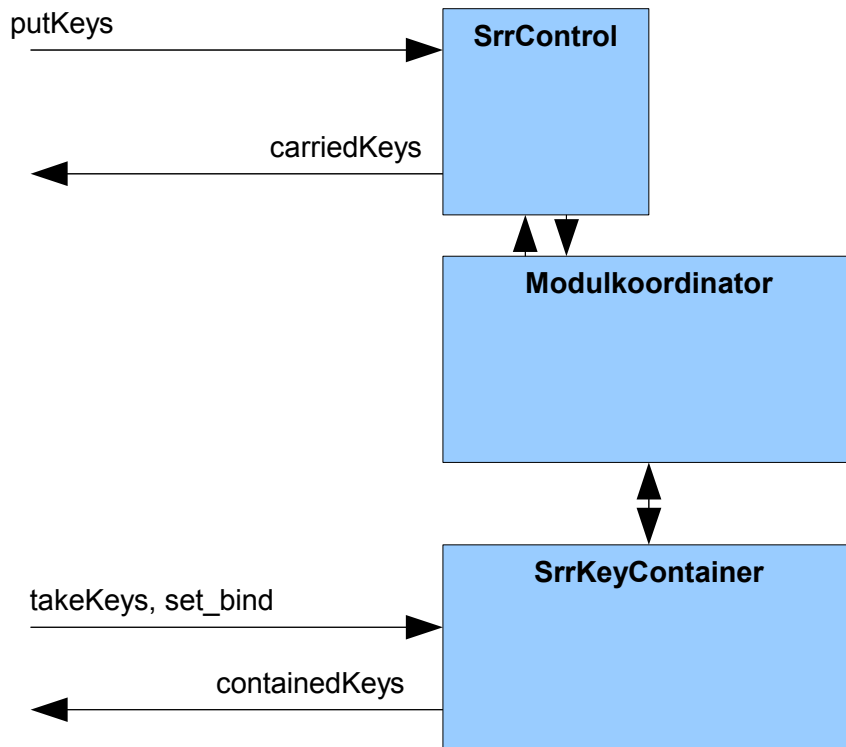 putKeys
SrrControl
carriedKeys
Modulkoordinator
SrrKeyContainer
takeKeys, set_bind
containedKeys